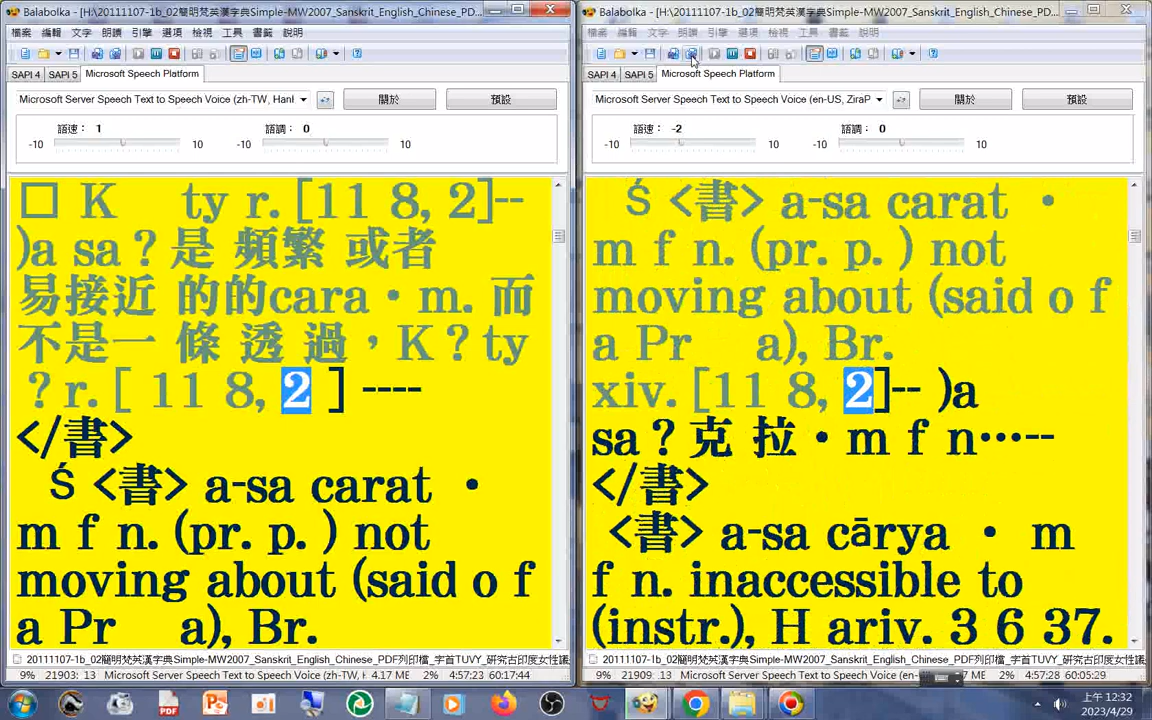 Balabolka - [H:\20111107-1b_02簡明梵英漢字典Simple-MW2007_Sanskrit_English_Chinese_PD...
檔案 編輯 文字 朗讀 引擎 選項 檢視 工具 書籤 說明
SAPI 4 SAPI 5 Microsoft Speech Platform
Microsoft Server Speech Text to Speech Voice (zh-TW, Hanl 關於 預設
語速： 1 語調： 0
-10 10 -10 10
□ K ty r. [11 8, 2]--
)a sa？是 頻繁 或者
易接近 的的cara・m. 而
不是一 條 透 過，K？ty
？r. [ 11 8, 2 ] ----
</書>
Ś <書> a-sa carat ・
m f n. (pr. p. ) not
moving about (said o f
a Pr a), Br.
20111107-1b_02簡明梵英漢字典Simple-MW2007_Sanskrit_English_Chinese_PDF列印檔_字首TUVY_研究古印度女性議
9% 21903: 13 Microsoft Server Speech Text to Speech Voice (zh-TW, H 4.17 ME 2% 4:57:23 60:17:44
Balabolka - [H:\20111107-1b_02簡明梵英漢字典Simple-MW2007_Sanskrit_English_Chinese_PD...
檔案 編輯 文字 朗讀 引擎 選項 檢視 工具 書籤 說明
SAPI 4 SAPI 5 Microsoft Speech Platform
Microsoft Server Speech Text to Speech Voice (en-US, ZiraP 關於 預設
語速： -2 語調： 0
-10 10 -10 10
Ś <書> a-sa carat ・
m f n. (pr. p. ) not
moving about (said o f
a Pr a), Br.
xiv. [11 8, 2]-- )a
sa？克 拉・m f n…--
</書>
<書> a-sa cārya ・ m
f n. inaccessible to
(instr.), H ariv. 3 6 37.
20111107-1b_02簡明梵英漢字典Simple-MW2007_Sanskrit_English_Chinese_PDF列印檔_字首TUVY_研究古印度女性議
9% 21909: 13 Microsoft Server Speech Text to Speech Voice 2% 4:58:28 60:05:29
上午 12:32
2023/4/29